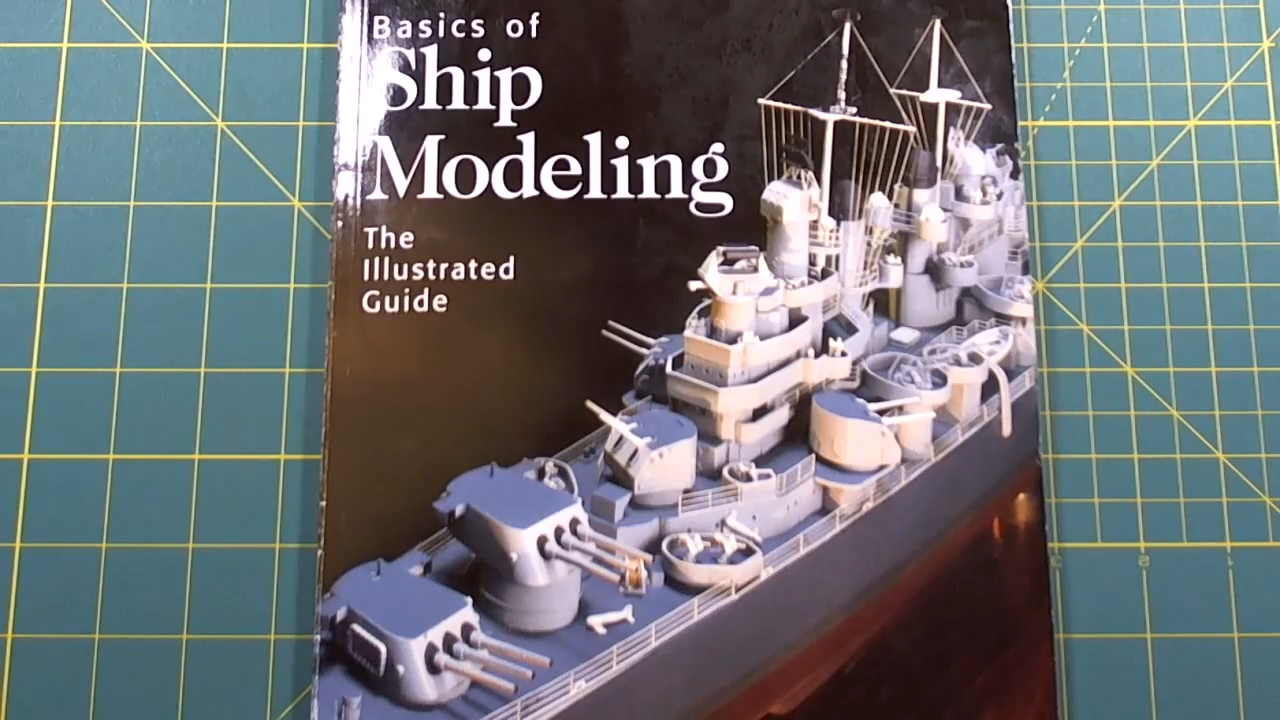 Basics of
Ship
Modeling
The
Illustrated
Guide